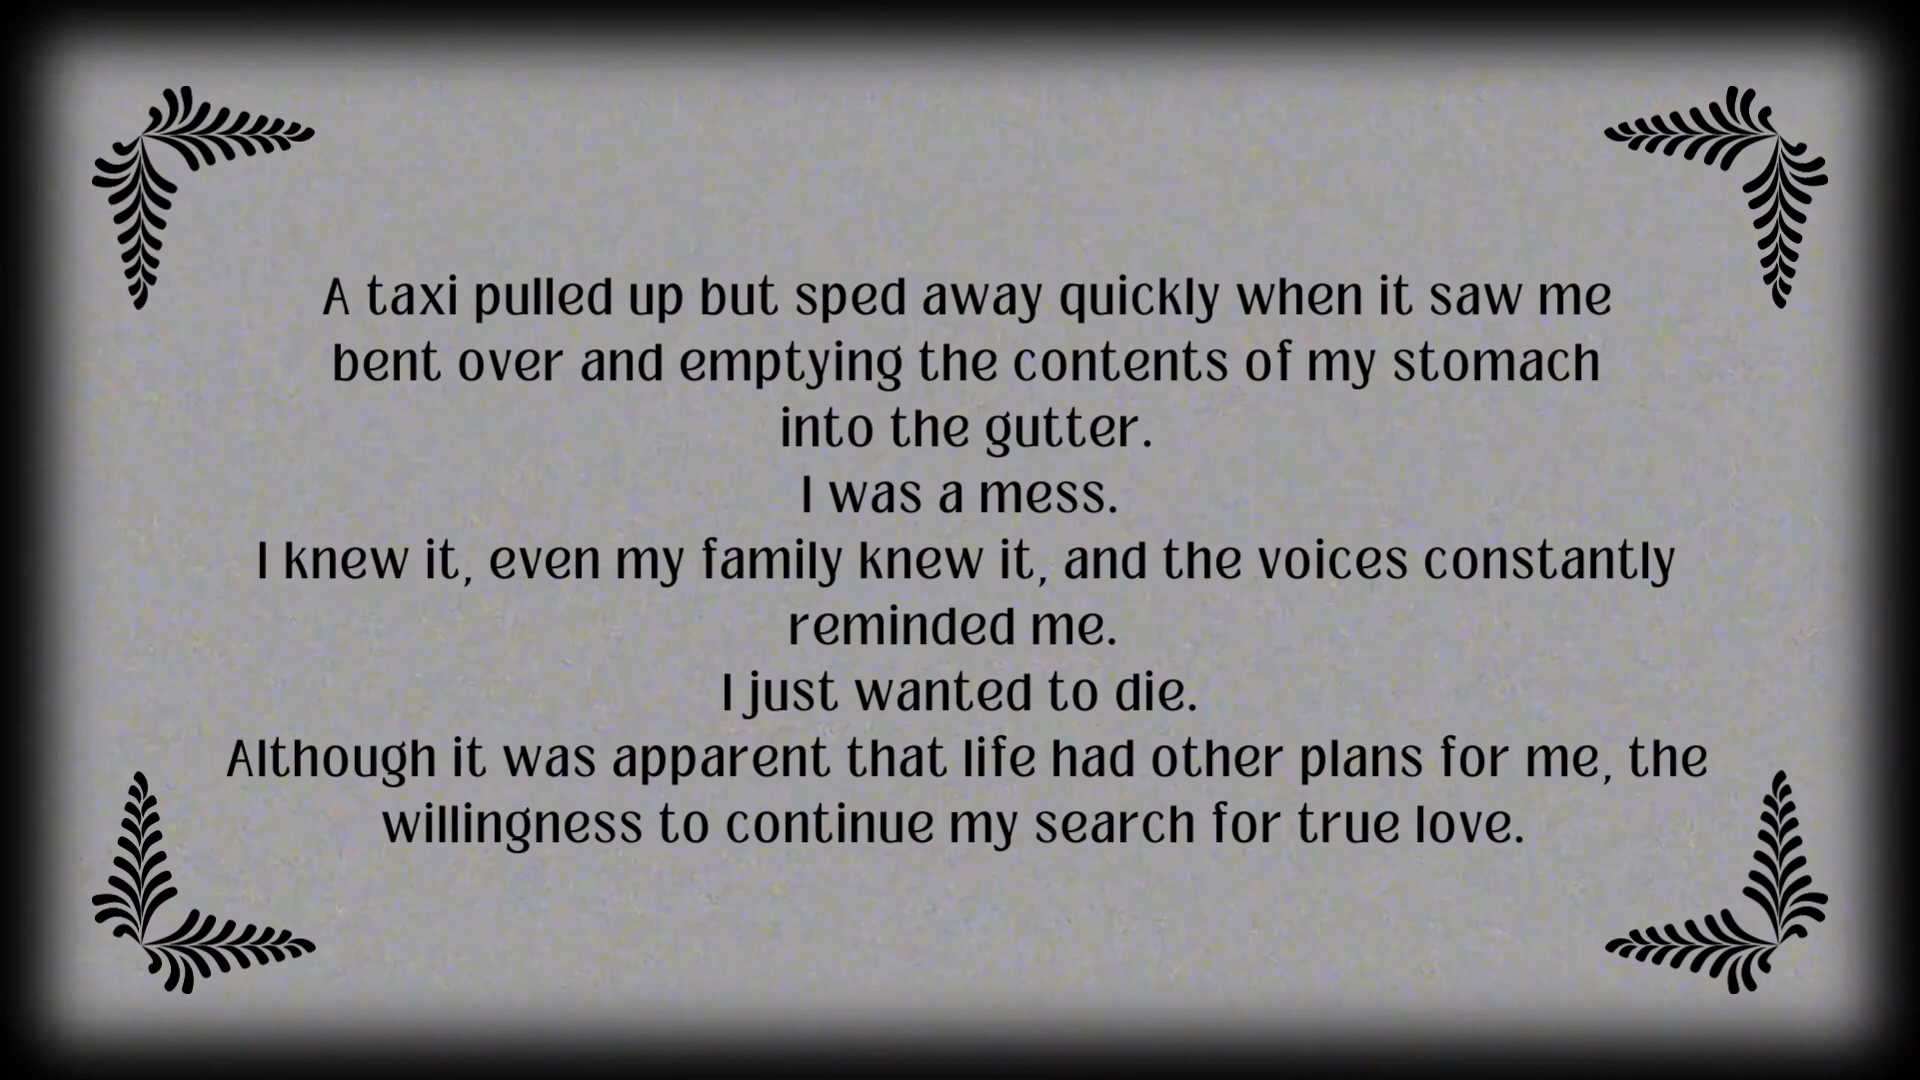 A taxi pulled up but sped away quickly when it saw me
bent over and emptying the contents of my stomach
into the gutter.
I was a mess.
I knew it, even my family knew it, and the voices constantly
reminded me.
I just wanted to die.
Although it was apparent that life had other plans for me, the
willingness to continue my search for true love.